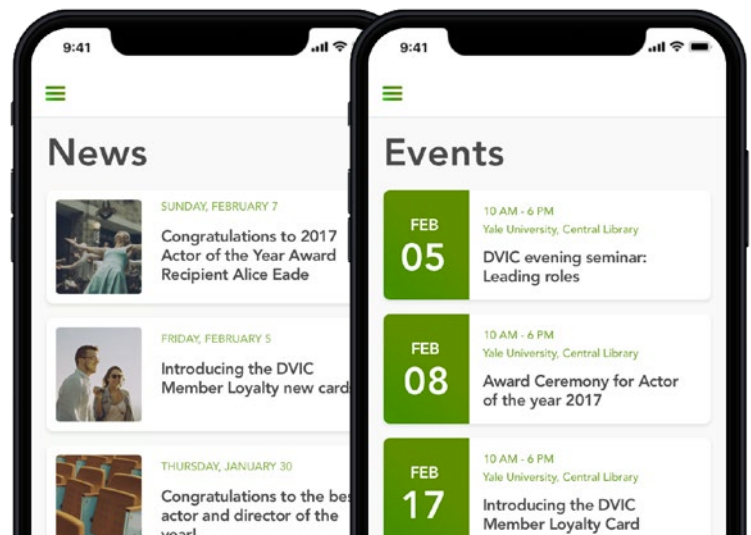 9:41
News
SUNDAY, FEBRUARY 7
Congratulations to 2017
Actor of the Year Award
Recipient Alice Eade
FRIDAY, FEBRUARY 5
Introducing the DVIC
Member Loyalty new card
THURSDAY, JANUARY 30
Congratulations to the
actor and director of the
9:41
Events
FEB
05
10 AM - 6 PM
Yale University, Central Library
DVIC evening seminar:
Leading roles
FEB
08
10 AM - 6 PM
Yale University, Central Library
Award Ceremony for Actor
of the year 2017
FEB
17
10 AM - 6 PM
Yale University, Central Library
Introducing the DVIC
Member Loyalty Card